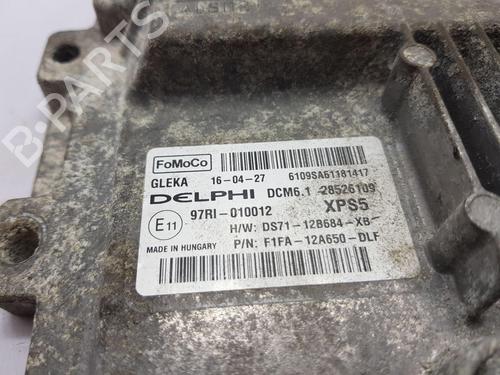 B-PARTS
FoMoCo
GLEKA 16-04-27 6109SA61181417
DELPHI DCM6.1 28526109
E11 97RI-010012 XPS5
H/W: DS71-12B684-XB
MADE IN HUNGARY P/N: F1FA-12A650-DLF